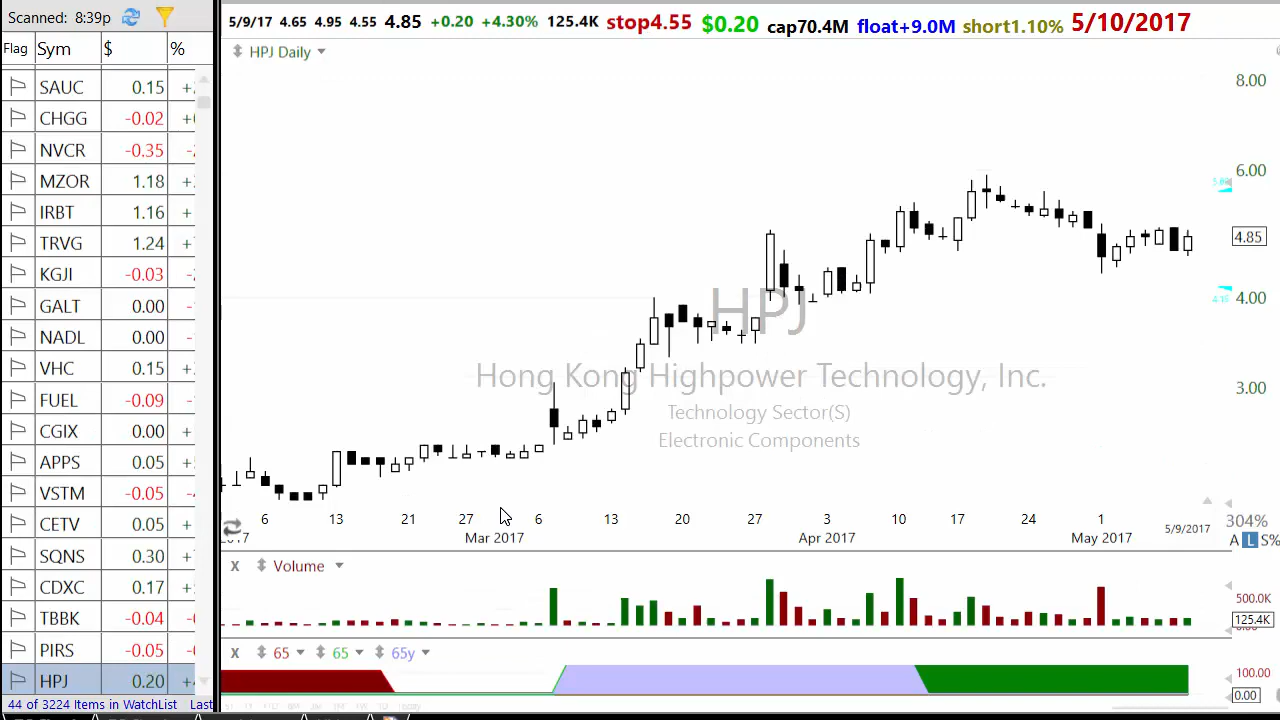 Scanned: 8:39p
Flag Sym $ %
SAUC 0.15
CHGG -0.02
NVCR -0.35
MZOR 1.18
IRBT 1.16
TRVG 1.24
KGJI -0.03
GALT 0.00
NADL 0.00
VHC 0.15
FUEL -0.09
CGIX 0.00
APPS 0.05
VSTM -0.05
CETV 0.05
SQNS 0.30
CDXC 0.17
TBBK -0.04
PIRS -0.05
HPJ 0.20
44 of 3224 Items in WatchList Last
5/9/17 4.65 4.95 4.55 4.85 +0.20 +4.30% 125.4K stop4.55 $0.20 cap70.4M float+9.0M short1.10% 5/10/2017
HPJ Daily
8.00
6.00
4.85
4.00
3.00
HPJ
Hong Kong Highpower Technology, Inc.
Technology Sector(S)
Electronic Components
6 13 21 27 6 13 20 27 3 10 17 24 1
Mar 2017 Apr 2017 May 2017 5/9/2017
304%
A L S%
X Volume
500.0K
125.4K
X 65 65 65y
100.00
0.00